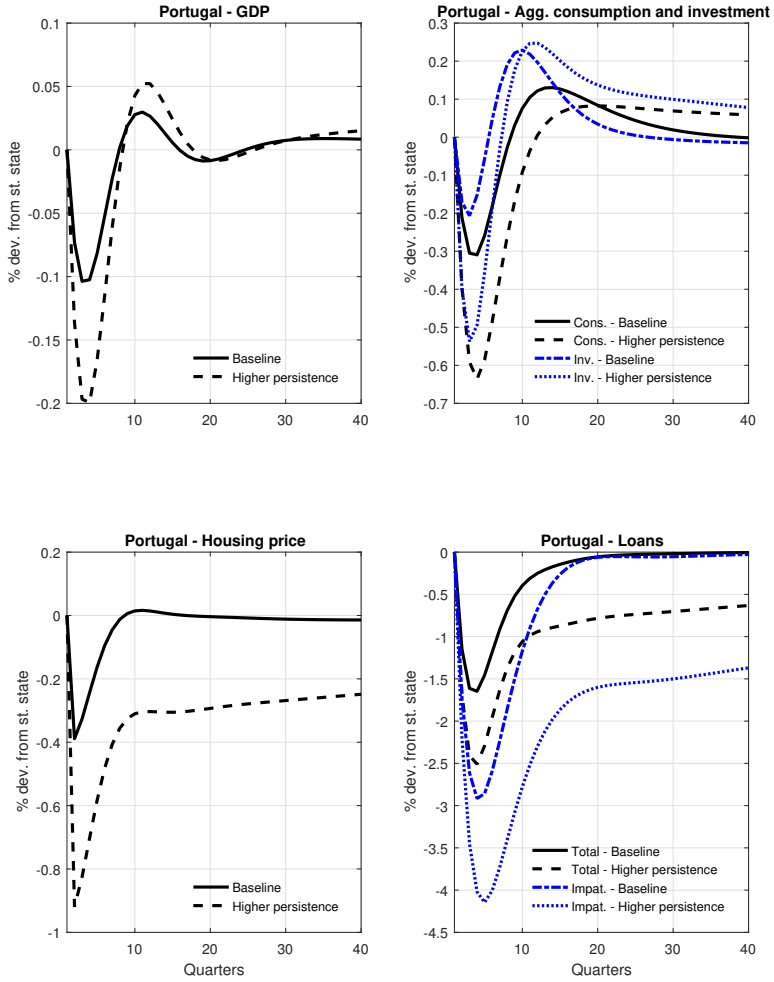 Portugal - GDP
% dev. from st. state
0.1
0.05
0
-0.05
-0.1
-0.15
-0.2
10
20
30
40
Baseline
Higher persistence
Portugal - Agg. consumption and investment
% dev. from st. state
0.3
0.2
0.1
0
-0.1
-0.2
-0.3
-0.4
-0.5
-0.6
-0.7
10
20
30
40
Cons. - Baseline
Cons. - Higher persistence
Inv. - Baseline
Inv. - Higher persistence
Portugal - Housing price
% dev. from st. state
0.2
0
-0.2
-0.4
-0.6
-0.8
-1
10
20
30
40
Quarters
Baseline
Higher persistence
Portugal - Loans
% dev. from st. state
0
-0.5
-1
-1.5
-2
-2.5
-3
-3.5
-4
-4.5
10
20
30
40
Quarters
Total - Baseline
Total - Higher persistence
Impat. - Baseline
Impat. - Higher persistence